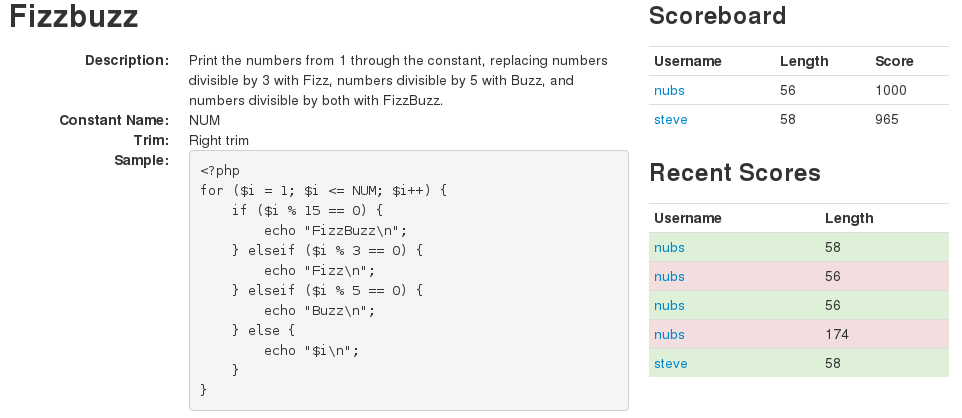 Fizzbuzz
Description: Print the numbers from 1 through the constant, replacing numbers
divisible by 3 with Fizz, numbers divisible by 5 with Buzz, and
numbers divisible by both with FizzBuzz.
Constant Name: NUM
Trim: Right trim
Sample:
<?php
for ($i = 1; $i <= NUM; $i++) {
    if ($i % 15 == 0) {
        echo "FizzBuzz\n";
    } elseif ($i % 3 == 0) {
        echo "Fizz\n";
    } elseif ($i % 5 == 0) {
        echo "Buzz\n";
    } else {
        echo "$i\n";
    }
}
Scoreboard
Username Length Score
nubs 56 1000
steve 58 965
Recent Scores
Username Length
nubs 58
nubs 56
nubs 56
nubs 174
steve 58